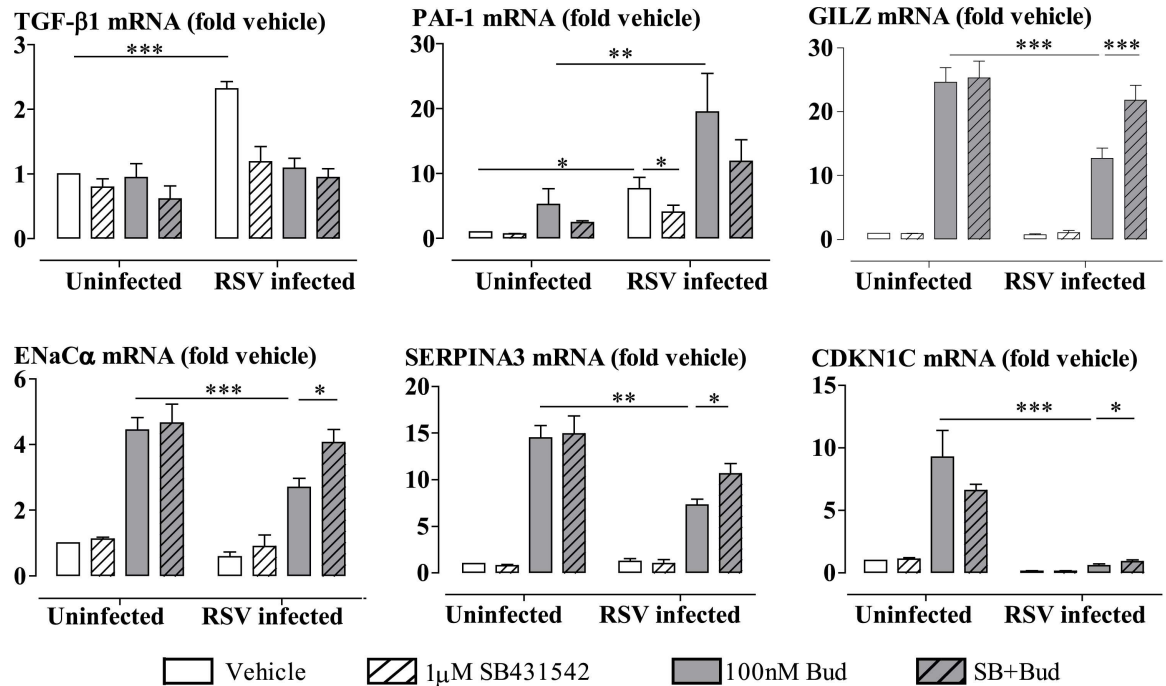 TGF-β1 mRNA (fold vehicle)
3
2
1
0
***
Uninfected RSV infected
PAI-1 mRNA (fold vehicle)
30
20
10
0
**
* *
Uninfected RSV infected
GILZ mRNA (fold vehicle)
30
20
10
0
*** ***
Uninfected RSV infected
ENaCα mRNA (fold vehicle)
6
4
2
0
*** *
Uninfected RSV infected
SERPINA3 mRNA (fold vehicle)
20
15
10
5
0
** *
Uninfected RSV infected
CDKN1C mRNA (fold vehicle)
15
10
5
0
*** *
Uninfected RSV infected
Vehicle 1μM SB431542 100nM Bud SB+Bud